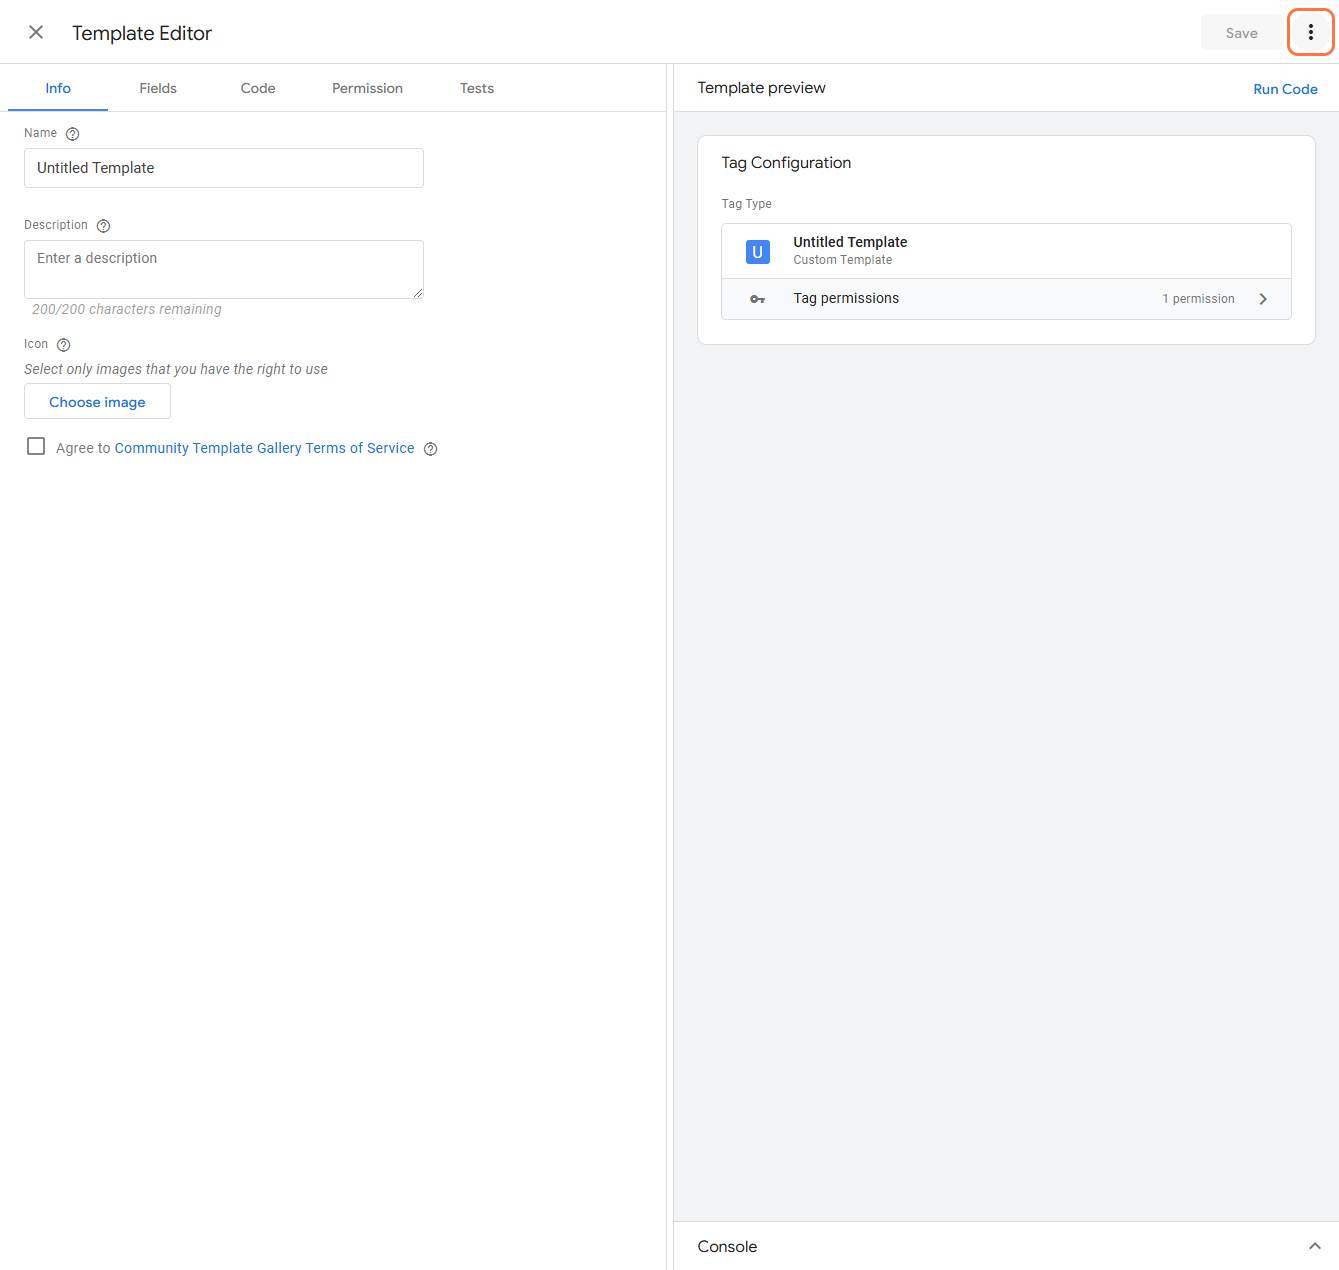 Template Editor
Save
Info
Fields
Code
Permission
Tests
Name
Untitled Template
Description
Enter a description
200/200 characters remaining
Icon
Select only images that you have the right to use
Choose image
Agree to Community Template Gallery Terms of Service
Template preview
Run Code
Tag Configuration
Tag Type
U
Untitled Template
Custom Template
Tag permissions
1 permission
Console